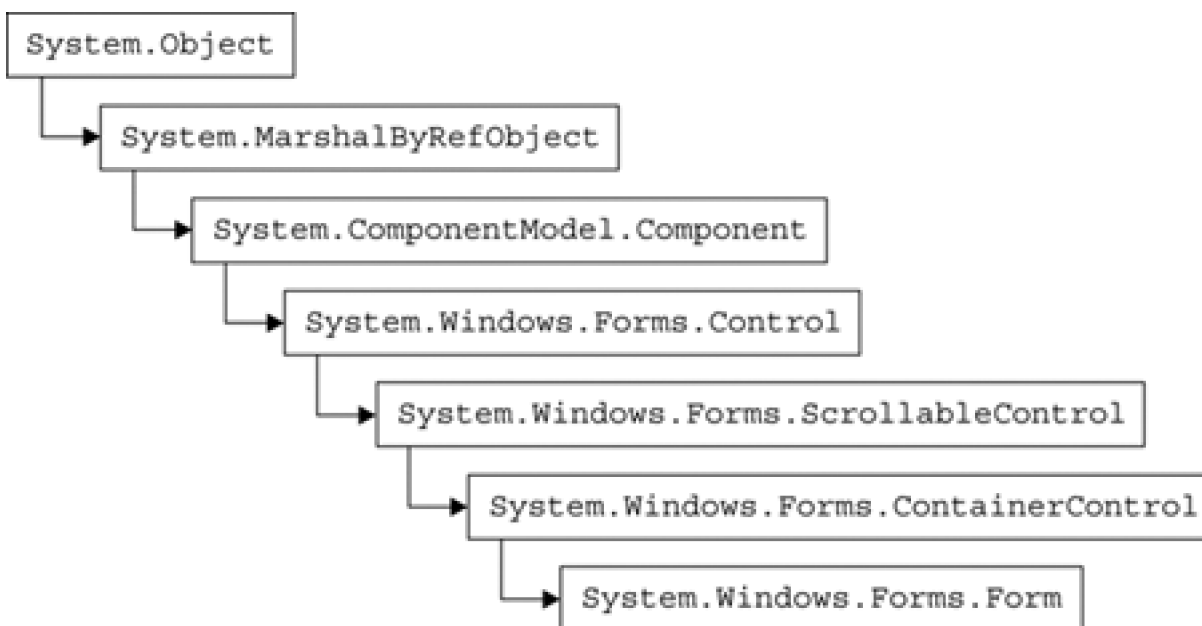 System.Object
System.MarshalByRefObject
System.ComponentModel.Component
System.Windows.Forms.Control
System.Windows.Forms.ScrollableControl
System.Windows.Forms.ContainerControl
System.Windows.Forms.Form